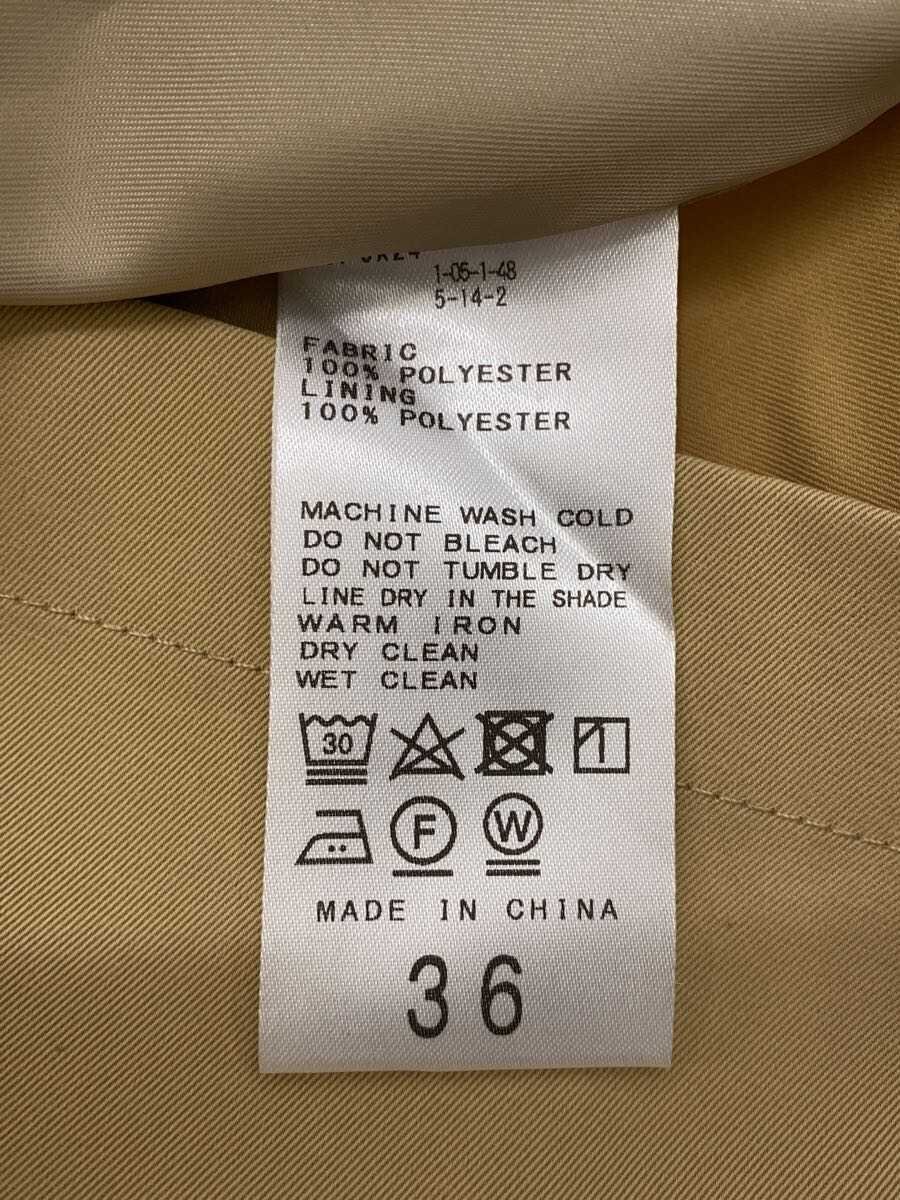 1-05-1-48
5-14-2
FABRIC
100% POLYESTER
LINING
100% POLYESTER
MACHINE WASH COLD
DO NOT BLEACH
DO NOT TUMBLE DRY
LINE DRY IN THE SHADE
WARM IRON
DRY CLEAN
WET CLEAN
30
F W
MADE IN CHINA
36